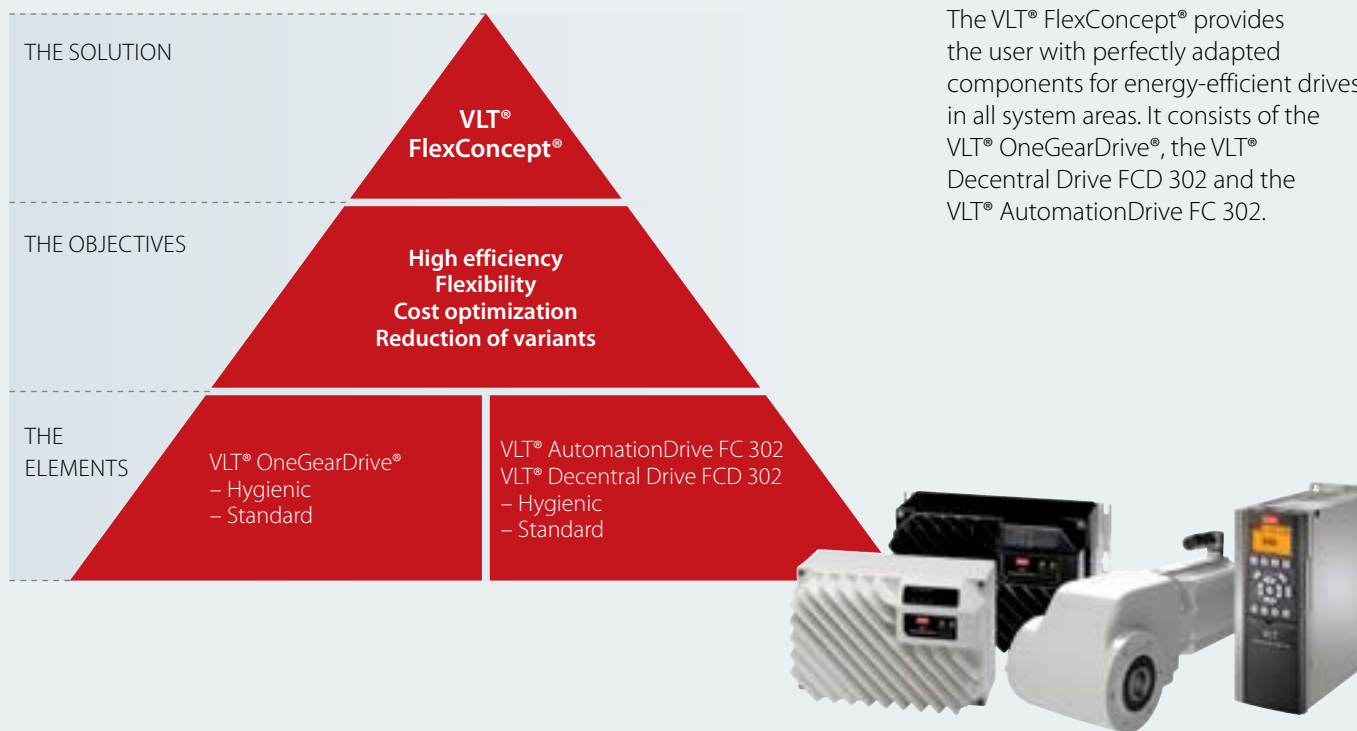 THE SOLUTION
VLT®
FlexConcept®
THE OBJECTIVES
High efficiency
Flexibility
Cost optimization
Reduction of variants
THE
ELEMENTS
VLT® OneGearDrive®
– Hygienic
– Standard
VLT® AutomationDrive FC 302
VLT® Decentral Drive FCD 302
– Hygienic
– Standard
The VLT® FlexConcept® provides
the user with perfectly adapted
components for energy-efficient drives
in all system areas. It consists of the
VLT® OneGearDrive®, the VLT®
Decentral Drive FCD 302 and the
VLT® AutomationDrive FC 302.
VLT